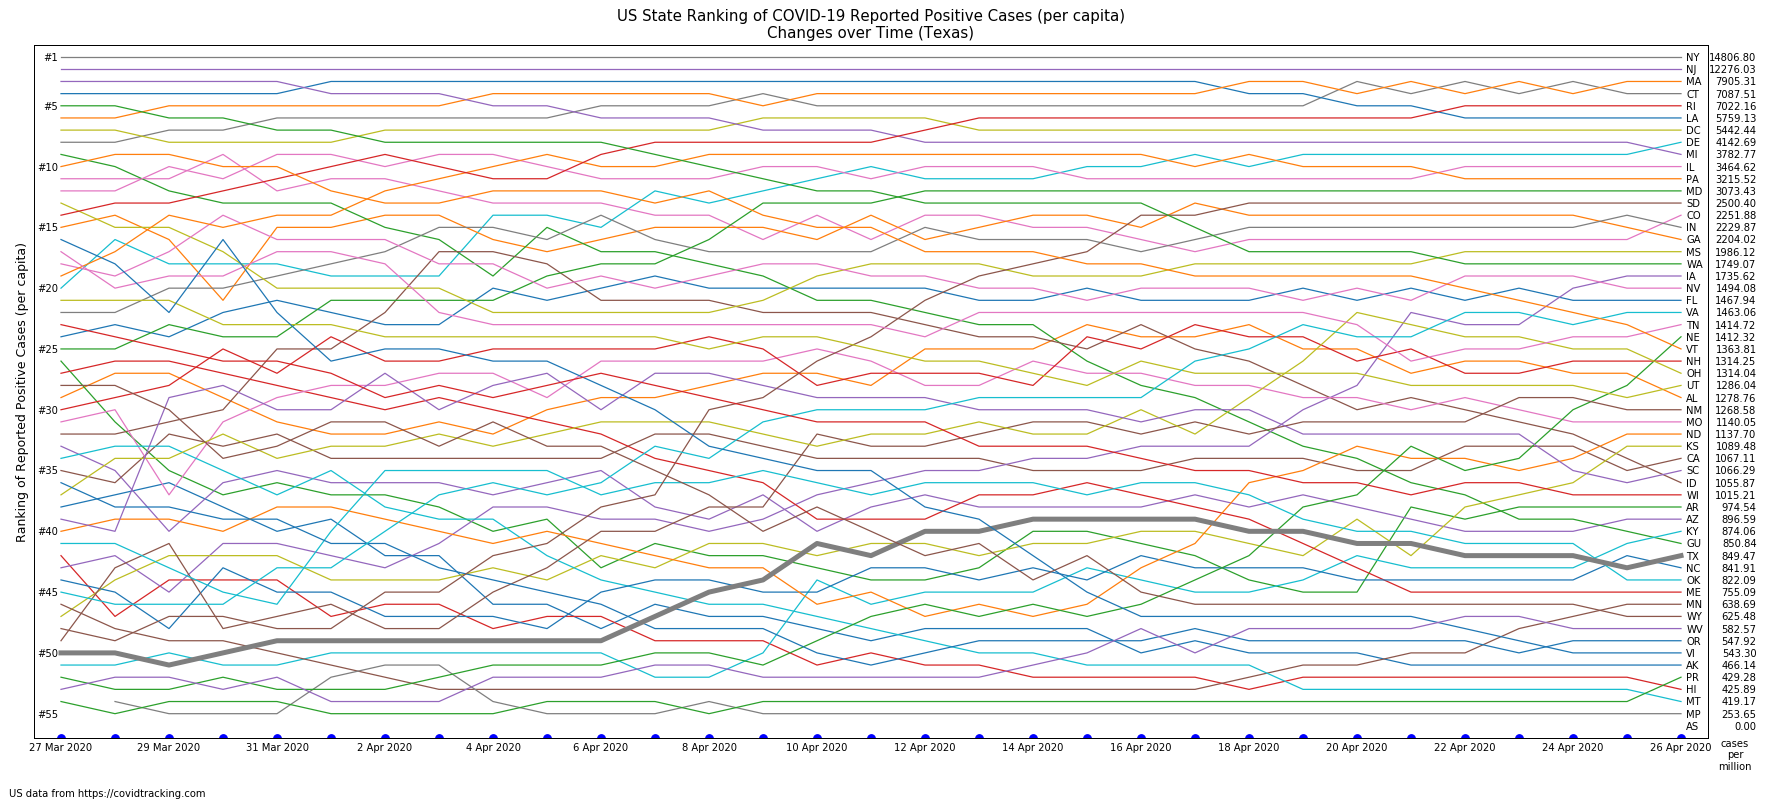 US State Ranking of COVID-19 Reported Positive Cases (per capita)
Changes over Time (Texas)
Ranking of Reported Positive Cases (per capita)
#1
#5
#10
#15
#20
#25
#30
#35
#40
#45
#50
#55
NY 14806.80
NJ 12276.03
MA 7905.31
CT 7087.51
RI 7022.16
LA 5759.13
DC 5442.44
DE 4142.69
MI 3782.77
IL 3464.62
PA 3215.52
MD 3073.43
SD 2500.40
CO 2251.88
IN 2229.87
GA 2204.02
MS 1986.12
WA 1749.07
IA 1735.62
NV 1494.08
FL 1467.94
VA 1463.06
TN 1414.72
NE 1412.32
VT 1363.81
NH 1314.25
OH 1314.04
UT 1286.04
AL 1278.76
NM 1268.58
MO 1140.05
ND 1137.70
KS 1089.48
CA 1067.11
SC 1066.29
ID 1055.87
WI 1015.21
AR 974.54
AZ 896.59
KY 874.06
GU 850.84
TX 849.47
NC 841.91
OK 822.09
ME 755.09
MN 638.69
WY 625.48
WV 582.57
OR 547.92
VI 543.30
AK 466.14
PR 429.28
HI 425.89
MT 419.17
MP 253.65
AS 0.00
27 Mar 2020 29 Mar 2020 31 Mar 2020 2 Apr 2020 4 Apr 2020 6 Apr 2020 8 Apr 2020 10 Apr 2020 12 Apr 2020 14 Apr 2020 16 Apr 2020 18 Apr 2020 20 Apr 2020 22 Apr 2020 24 Apr 2020 26 Apr 2020
cases
per
million
US data from https://covidtracking.com